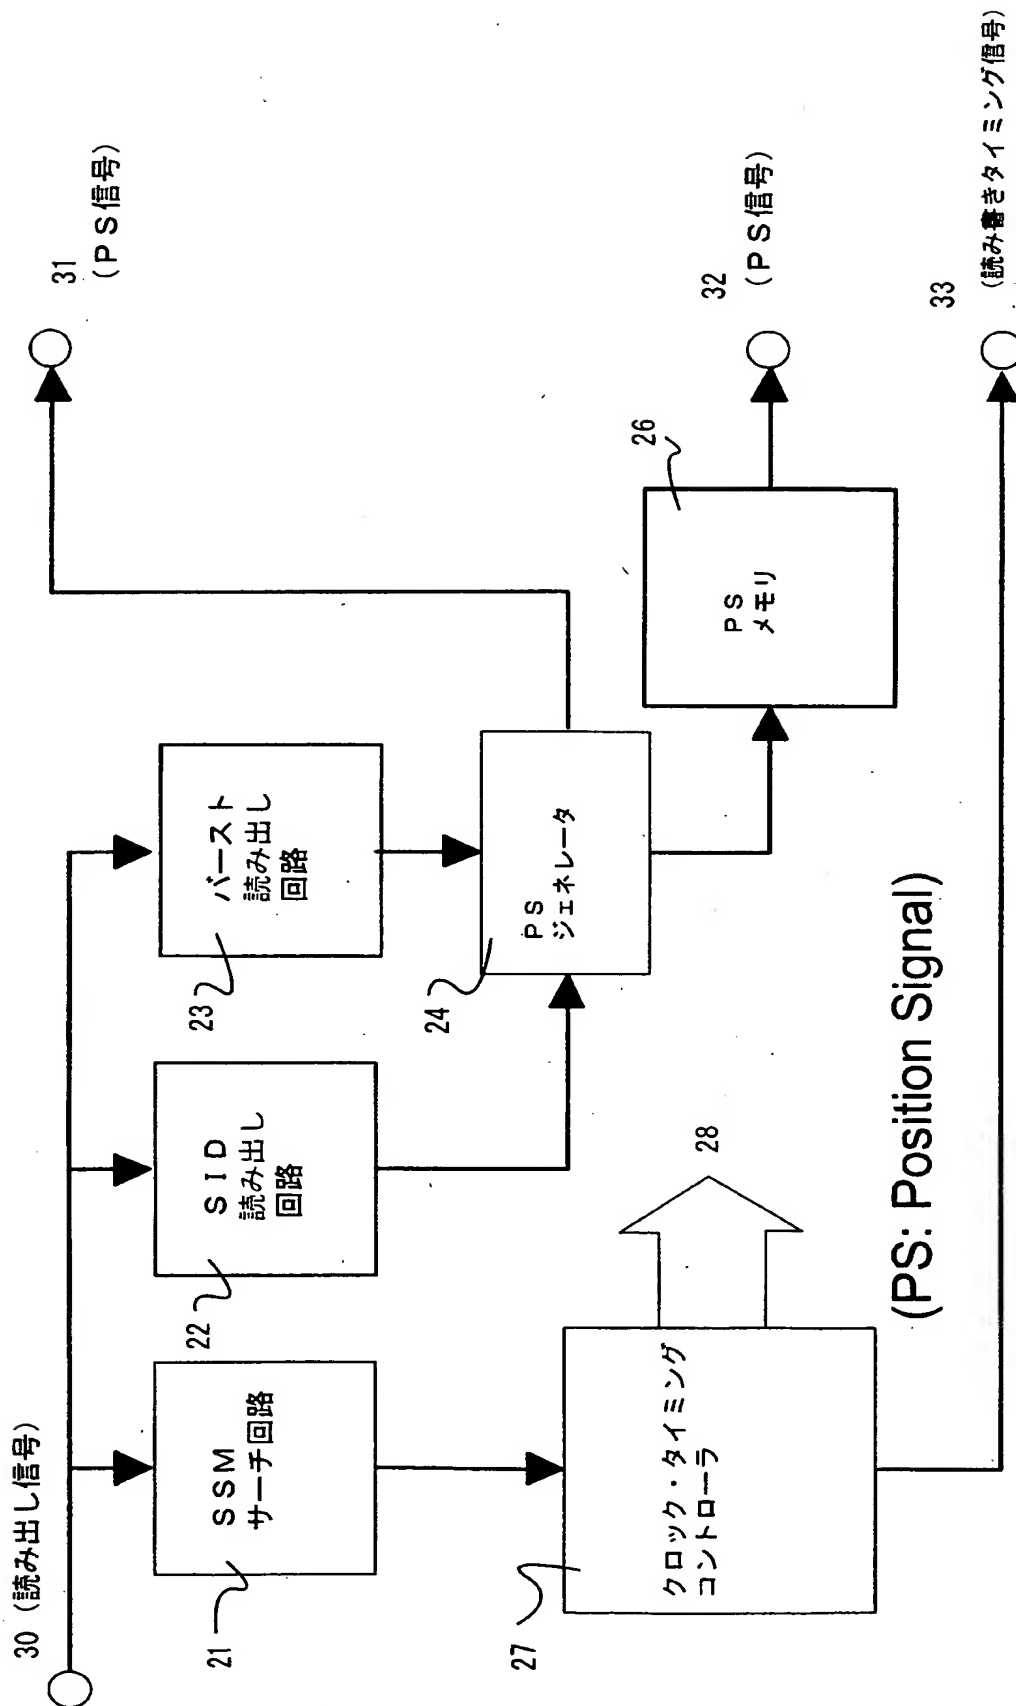 30 (読み出し信号)
21
SSM
サーチ回路
22
SID
読み出し
回路
23
バースト
読み出し
回路
31
(PS信号)
24
PS
ジェネレータ
26
PS
メモリ
32
(PS信号)
27
クロック・タイミング
コントローラ
28
33
(読み書きタイミング信号)
(PS: Position Signal)